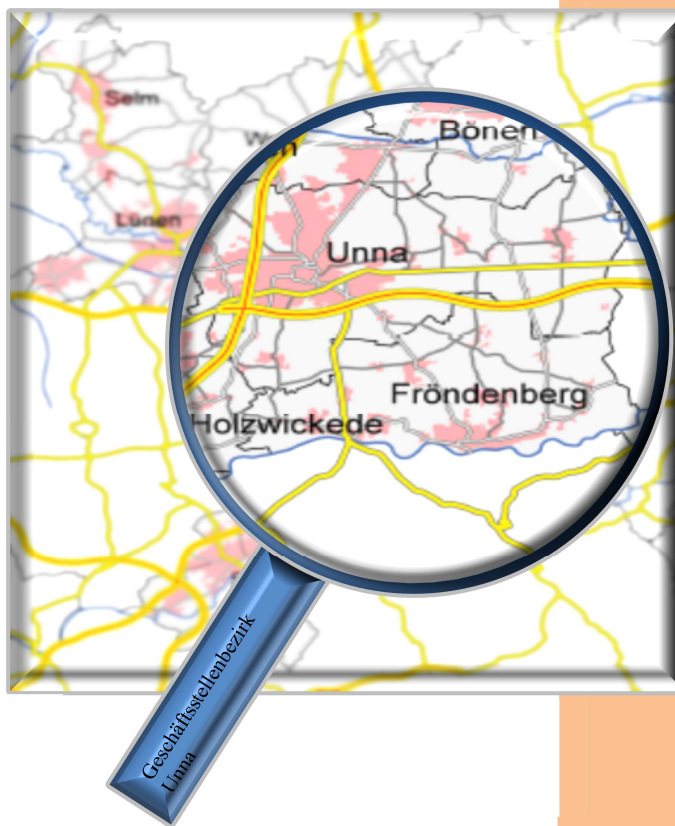 Selm
Bönen
Unna
Lünen
Fröndenberg
Holzwickede
Geschäftsstellenbezirk
Unna